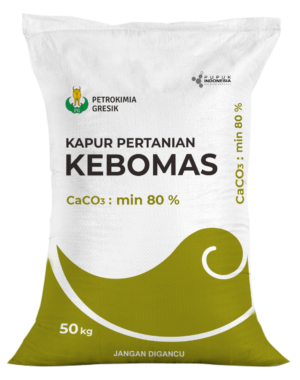 PETROKIMIA
GRESIK
PUPUK
INDONESIA
KAPUR PERTANIAN
KEBOMAS
CaCO₃ : min 80 %
CaCO₃ : min 80 %
50 kg
JANGAN DIGANCU